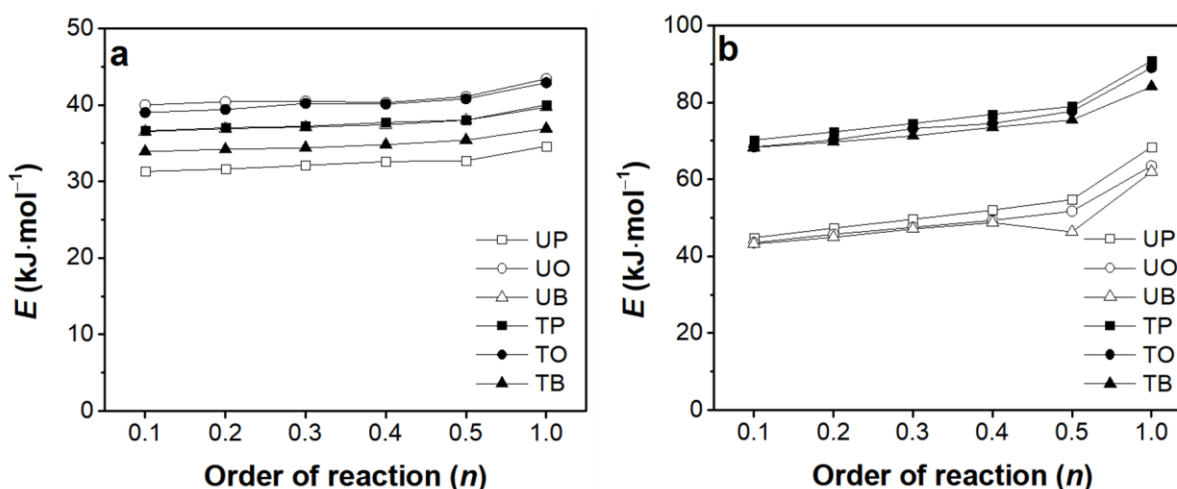 a
50
40
30
20
10
0
E (kJ·mol⁻¹)
0.1 0.2 0.3 0.4 0.5 1.0
Order of reaction (n)
UP
UO
UB
TP
TO
TB
b
100
80
60
40
20
0
E (kJ·mol⁻¹)
0.1 0.2 0.3 0.4 0.5 1.0
Order of reaction (n)
UP
UO
UB
TP
TO
TB